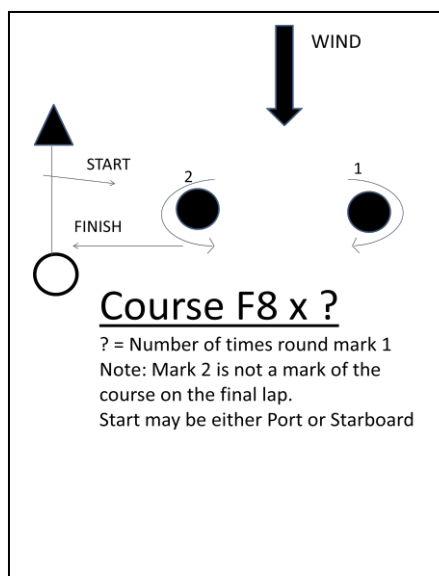 WIND
START
2
1
FINISH
Course F8 x ?
? = Number of times round mark 1
Note: Mark 2 is not a mark of the
course on the final lap.
Start may be either Port or Starboard